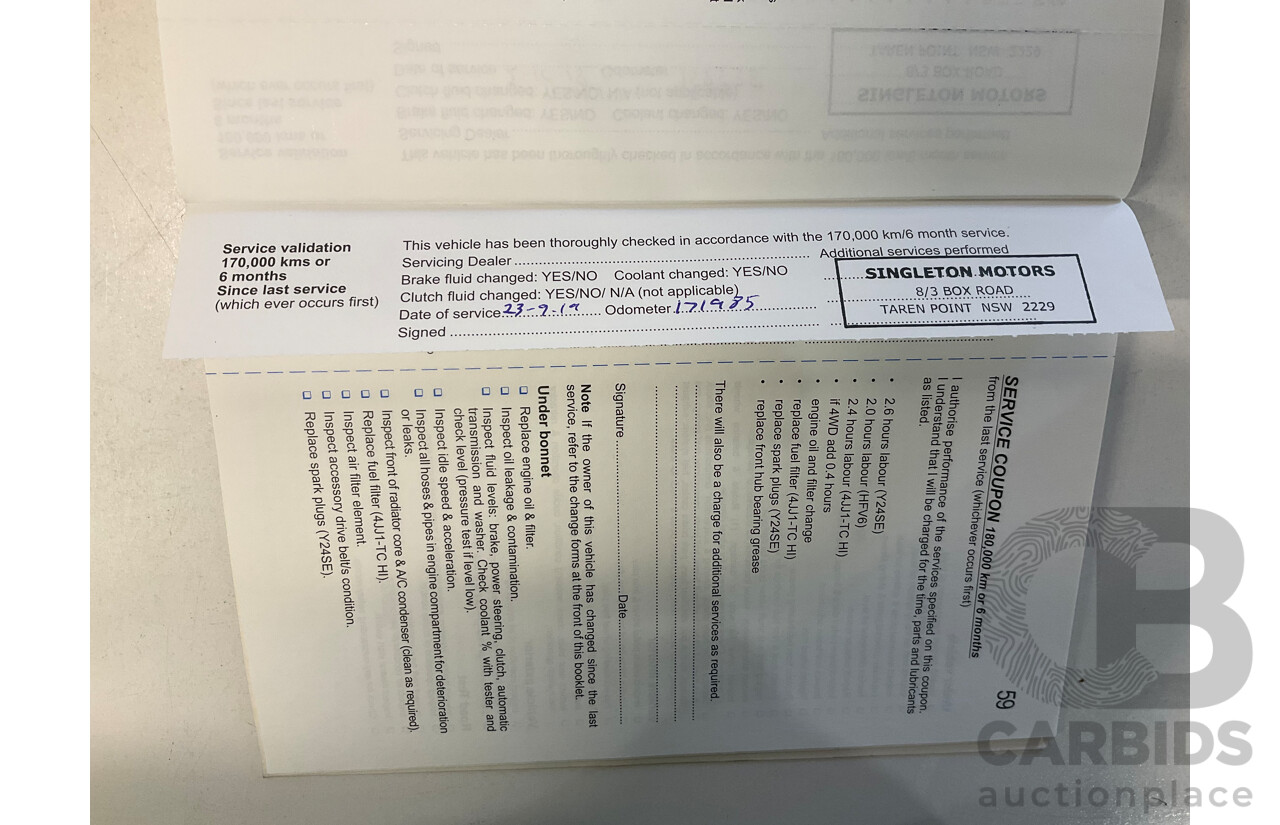 Service validation
170,000 kms or
6 months
Since last service
(which ever occurs first)
This vehicle has been thoroughly checked in accordance with the 170,000 km/6 month service.
Servicing Dealer
Additional services performed
Brake fluid changed: YES/NO Coolant changed: YES/NO
Clutch fluid changed: YES/NO/ N/A (not applicable)
Date of service 23-9-19 Odometer 171985
Signed
SINGLETON MOTORS
8/3 BOX ROAD
TAREN POINT NSW 2229
SERVICE COUPON 180,000 km or 6 months
from the last service (whichever occurs first)
59
I authorise performance of the services specified on this coupon.
I understand that I will be charged for the time, parts and lubricants
as listed.
• 2.6 hours labour (Y24SE)
• 2.0 hours labour (HFV6)
• 2.4 hours labour (4JJ1-TC HI)
if 4WD add 0.4 hours
• engine oil and filter change
• replace fuel filter (4JJ1-TC HI)
• replace spark plugs (Y24SE)
• replace front hub bearing grease
There will also be a charge for additional services as required.
Signature Date
Note If the owner of this vehicle has changed since the last
service, refer to the change forms at the front of this booklet.
Under bonnet
Replace engine oil & filter.
Inspect oil leakage & contamination.
Inspect fluid levels: brake, power steering, clutch, automatic
transmission and washer. Check coolant % with tester and
check level (pressure test if level low).
Inspect idle speed & acceleration.
Inspect all hoses & pipes in engine compartment for deterioration
or leaks.
Inspect front of radiator core & A/C condenser (clean as required).
Replace fuel filter (4JJ1-TC HI).
Inspect air filter element.
Inspect accessory drive belt/s condition.
Replace spark plugs (Y24SE).
CARBIDS
auctionplace